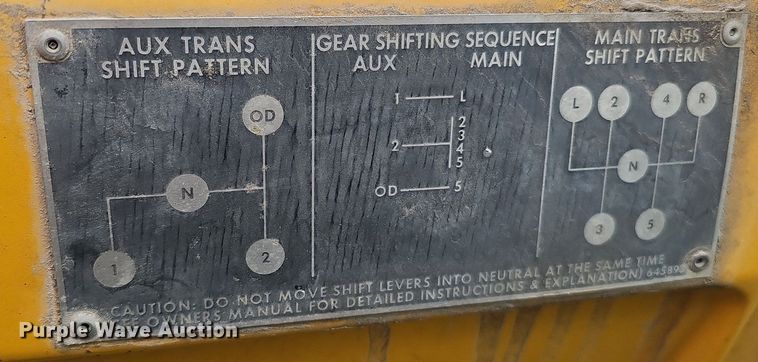 AUX TRANS
SHIFT PATTERN
OD
N
1
2
GEAR SHIFTING SEQUENCE
AUX MAIN
1 L
2
3
2 4
5
OD 5
MAIN TRANS
SHIFT PATTERN
L 2 4 R
N
3 5
CAUTION: DO NOT MOVE SHIFT LEVERS INTO NEUTRAL AT THE SAME TIME
OWNERS MANUAL FOR DETAILED INSTRUCTIONS & EXPLANATION)
Purple Wave Auction